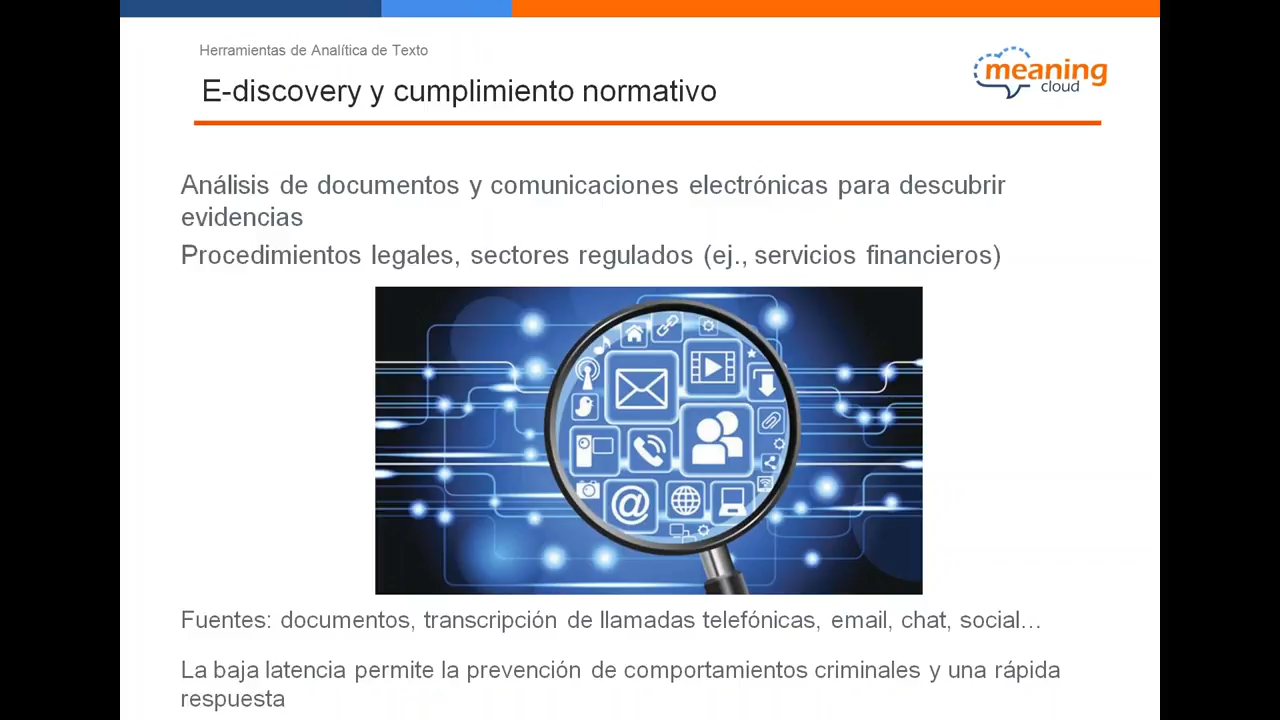 Herramientas de Analítica de Texto
E-discovery y cumplimiento normativo
meaning
cloud
Análisis de documentos y comunicaciones electrónicas para descubrir
evidencias
Procedimientos legales, sectores regulados (ej., servicios financieros)
@
Fuentes: documentos, transcripción de llamadas telefónicas, email, chat, social…
La baja latencia permite la prevención de comportamientos criminales y una rápida
respuesta